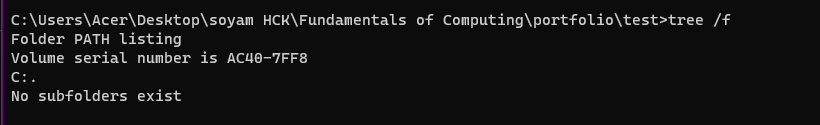 C:\Users\Acer\Desktop\soyam HCK\Fundamentals of Computing\portfolio\test>tree /f
Folder PATH listing
Volume serial number is AC40-7FF8
C:.
No subfolders exist